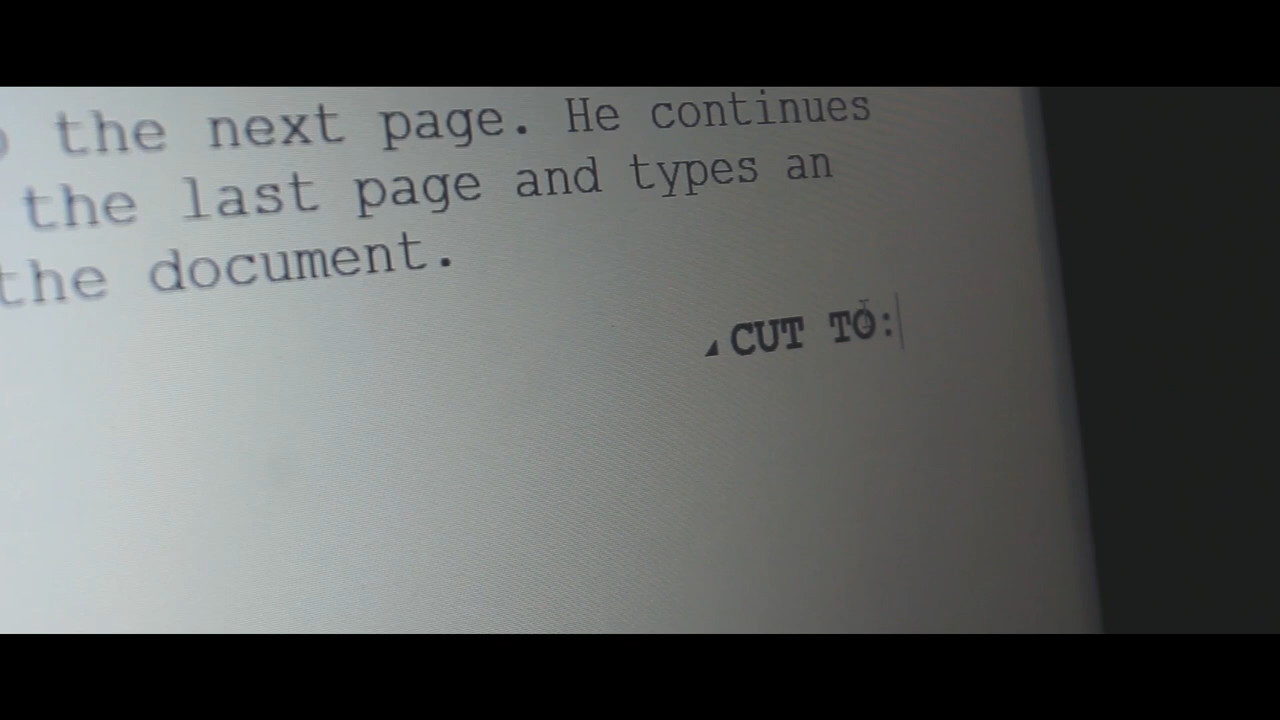 the next page. He continues
the last page and types an
the document.
CUT TO: